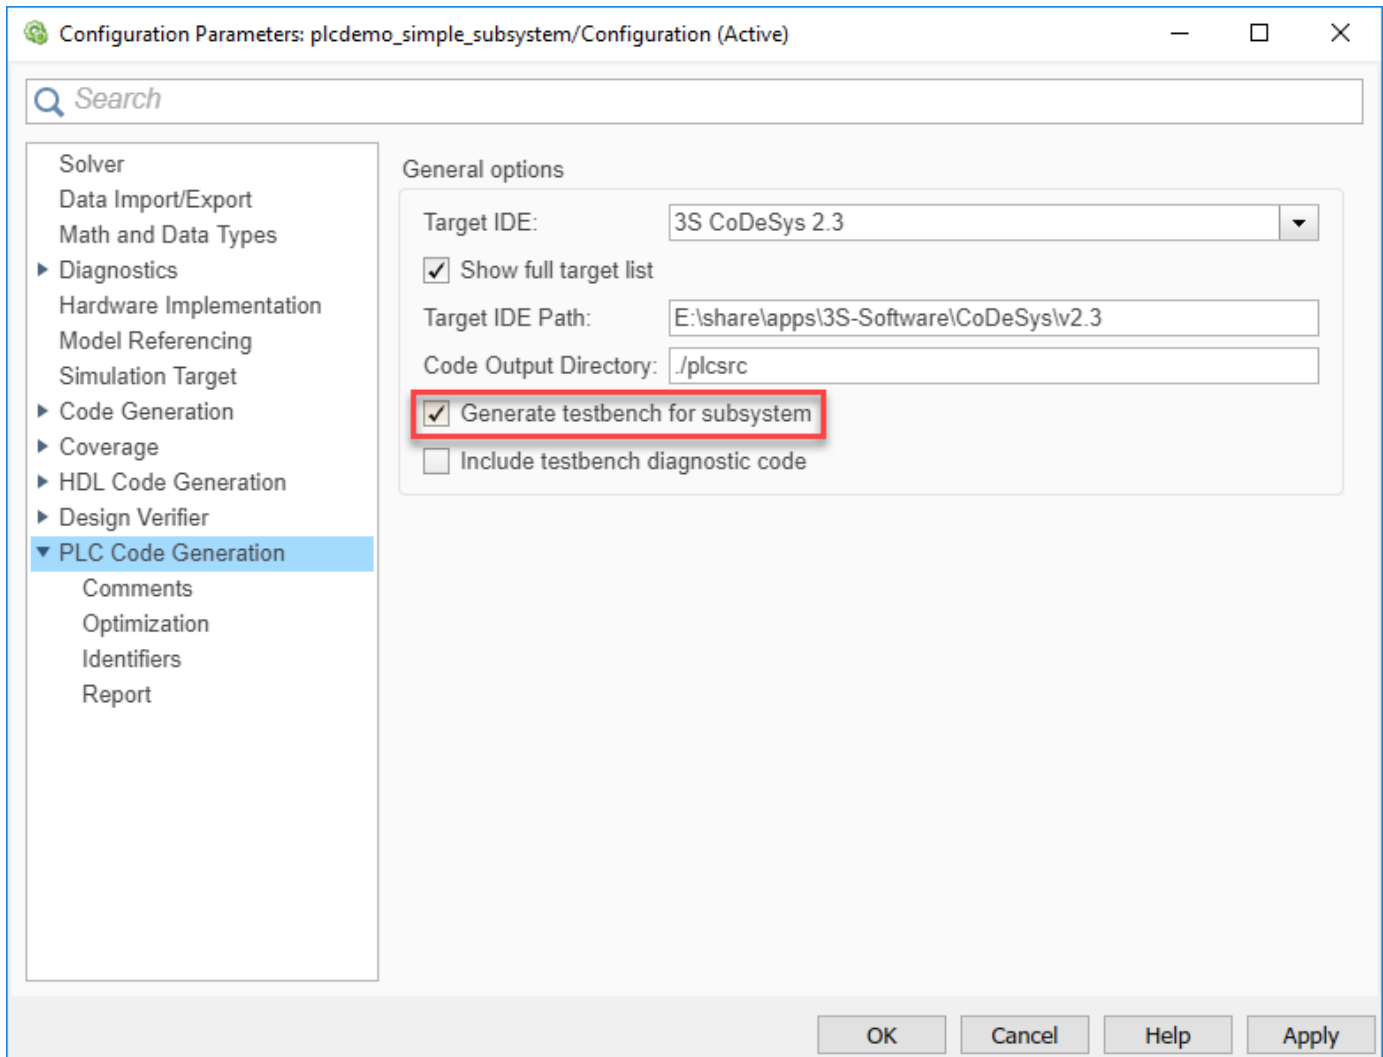 Configuration Parameters: plcdemo_simple_subsystem/Configuration (Active)
Search
Solver
Data Import/Export
Math and Data Types
Diagnostics
Hardware Implementation
Model Referencing
Simulation Target
Code Generation
Coverage
HDL Code Generation
Design Verifier
PLC Code Generation
Comments
Optimization
Identifiers
Report
General options
Target IDE: 3S CoDeSys 2.3
Show full target list
Target IDE Path: E:\share\apps\3S-Software\CoDeSys\v2.3
Code Output Directory: ./plcsrc
Generate testbench for subsystem
Include testbench diagnostic code
OK Cancel Help Apply